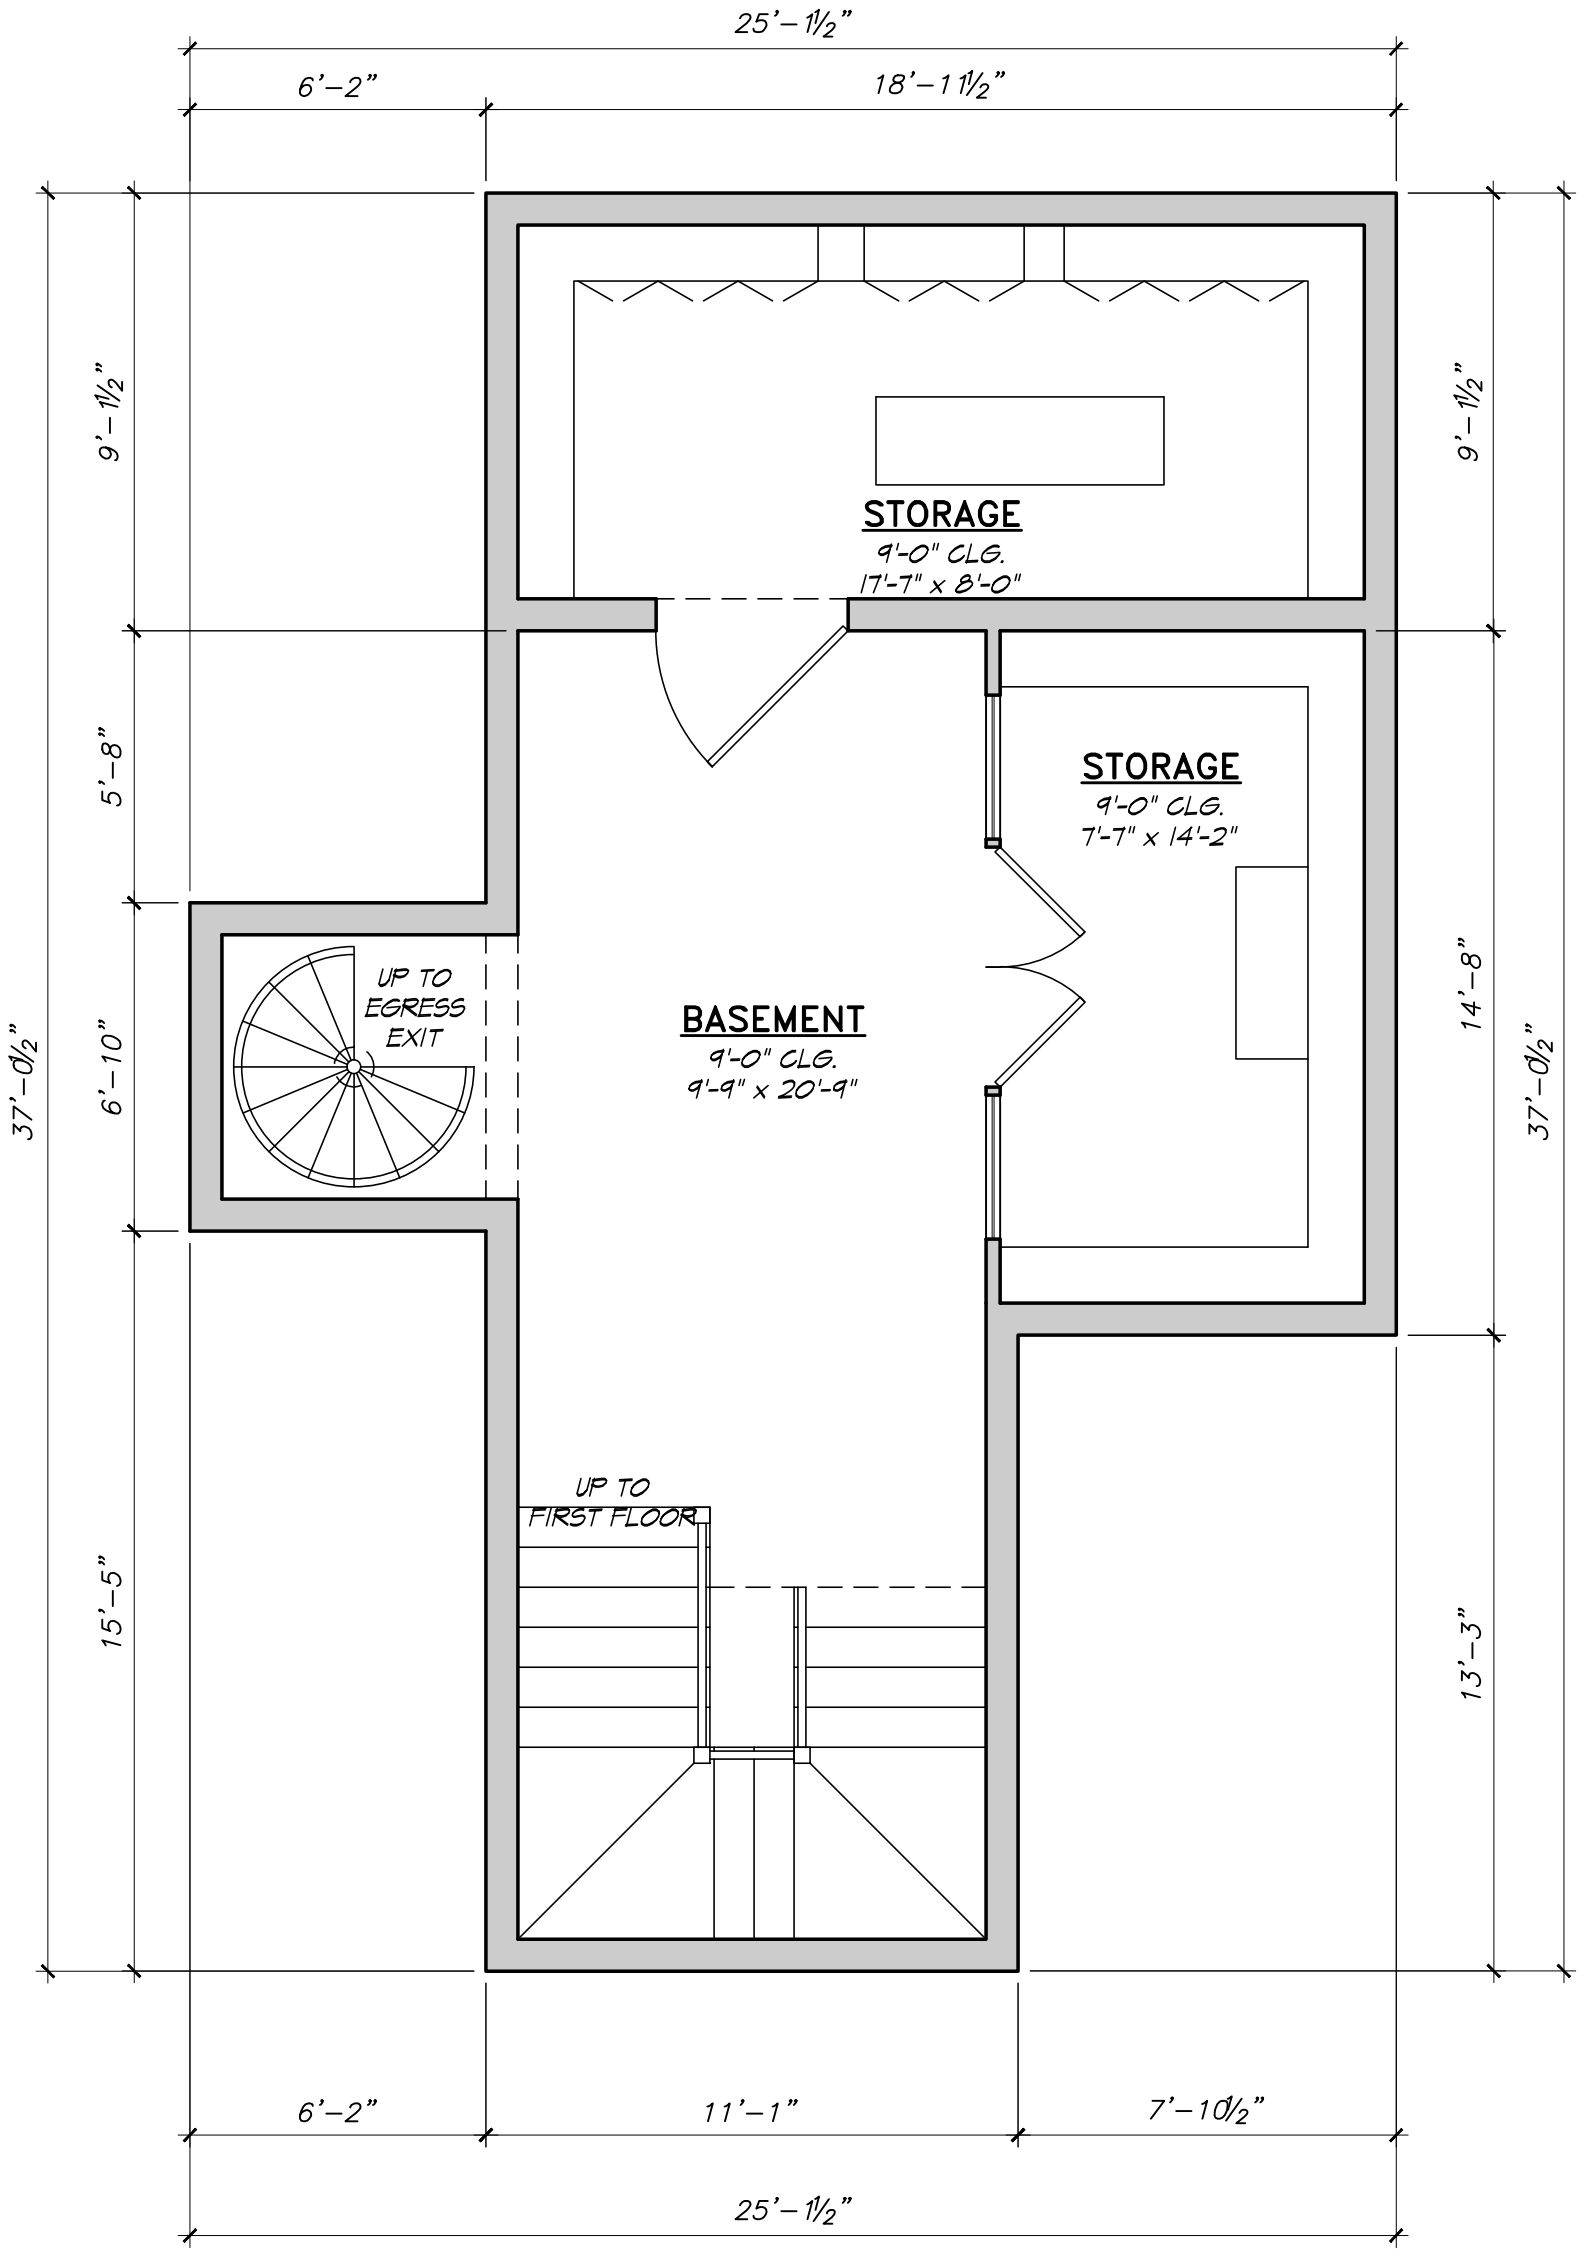 25'-1½"
6'-2"
18'-11½"
9'-1½"
9'-1½"
STORAGE
9'-0" CLG.
17'-7" x 8'-0"
5'-8"
STORAGE
9'-0" CLG.
7'-7" x 14'-2"
UP TO
EGRESS
EXIT
14'-8"
BASEMENT
9'-0" CLG.
9'-9" x 20'-9"
37'-0½"
6'-10"
37'-0½"
UP TO
FIRST FLOOR
15'-5"
13'-3"
6'-2"
11'-1"
7'-10½"
25'-1½"